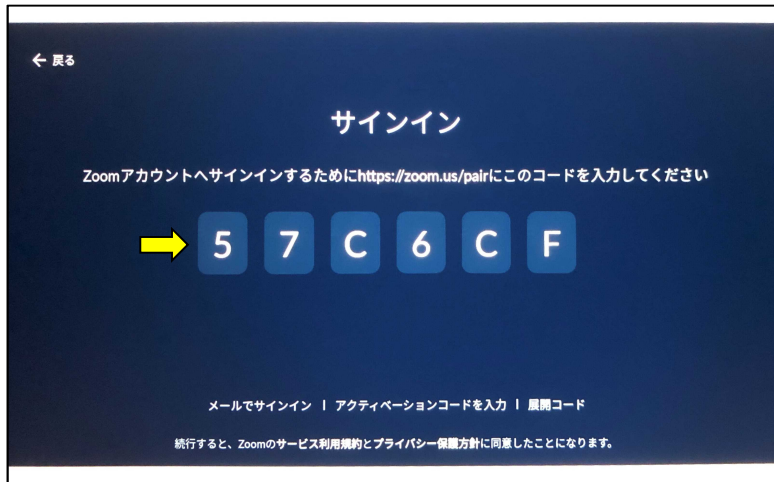 ← 戻る
サインイン
Zoomアカウントへサインインするためにhttps://zoom.us/pairにこのコードを入力してください
5 7 C 6 C F
メールでサインイン | アクティベーションコードを入力 | 展開コード
続行すると、Zoomのサービス利用規約とプライバシー保護方針に同意したことになります。